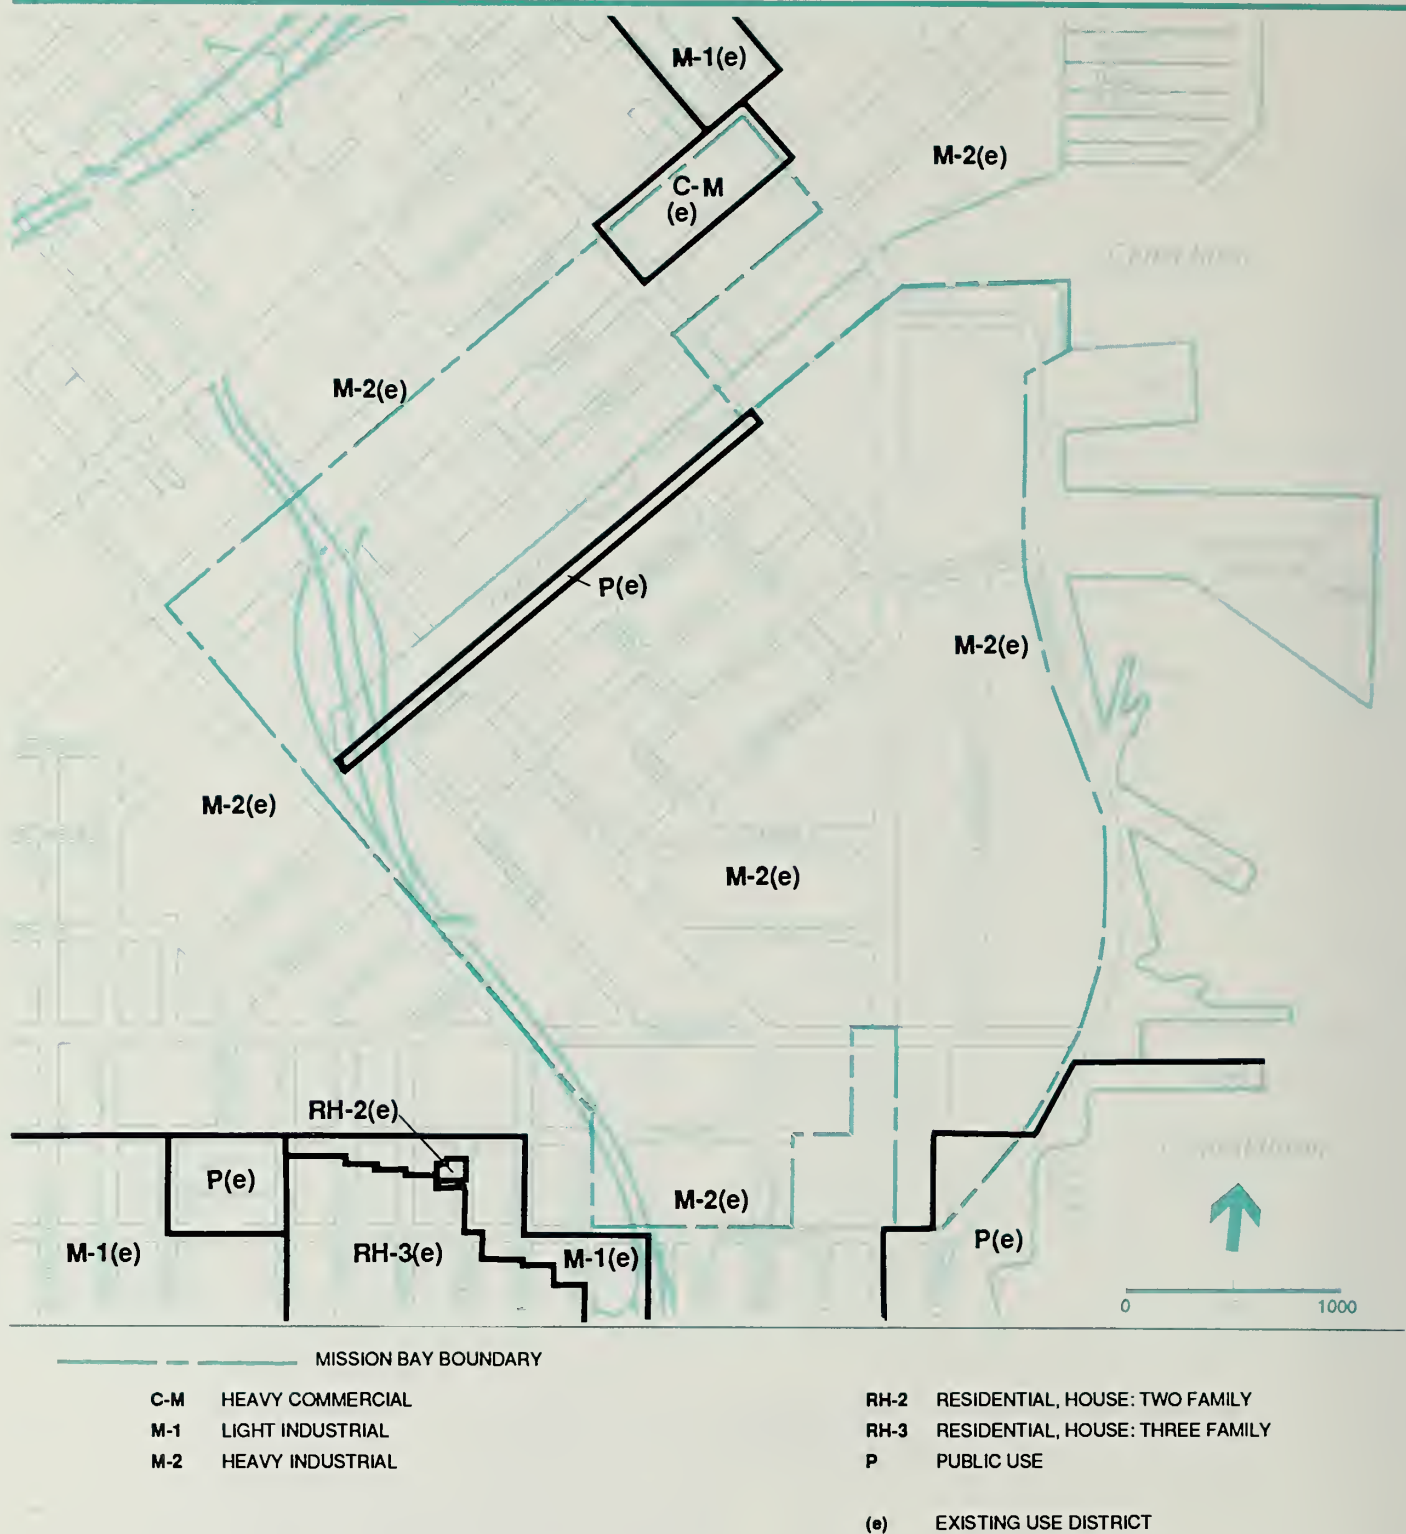 M-1(e)
M-2(e)
C-M
(e)
M-2(e)
P(e)
M-2(e)
M-2(e)
M-2(e)
RH-2(e)
P(e)
M-2(e)
M-1(e)
RH-3(e)
M-1(e)
P(e)
0 1000
MISSION BAY BOUNDARY
C-M HEAVY COMMERCIAL
M-1 LIGHT INDUSTRIAL
M-2 HEAVY INDUSTRIAL
RH-2 RESIDENTIAL, HOUSE: TWO FAMILY
RH-3 RESIDENTIAL, HOUSE: THREE FAMILY
P PUBLIC USE
(e) EXISTING USE DISTRICT